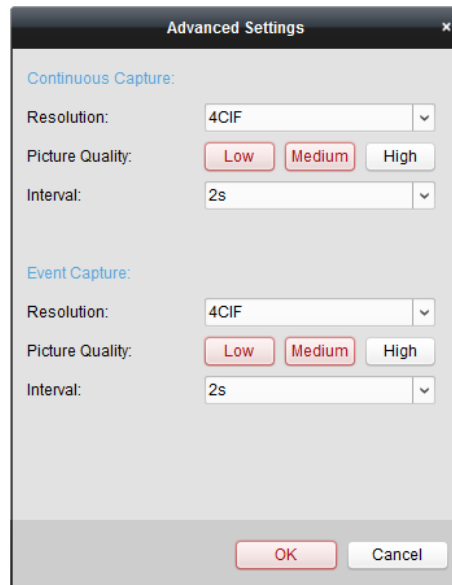 Advanced Settings ×
Continuous Capture:
Resolution: 4CIF
Picture Quality: Low Medium High
Interval: 2s
Event Capture:
Resolution: 4CIF
Picture Quality: Low Medium High
Interval: 2s
OK Cancel